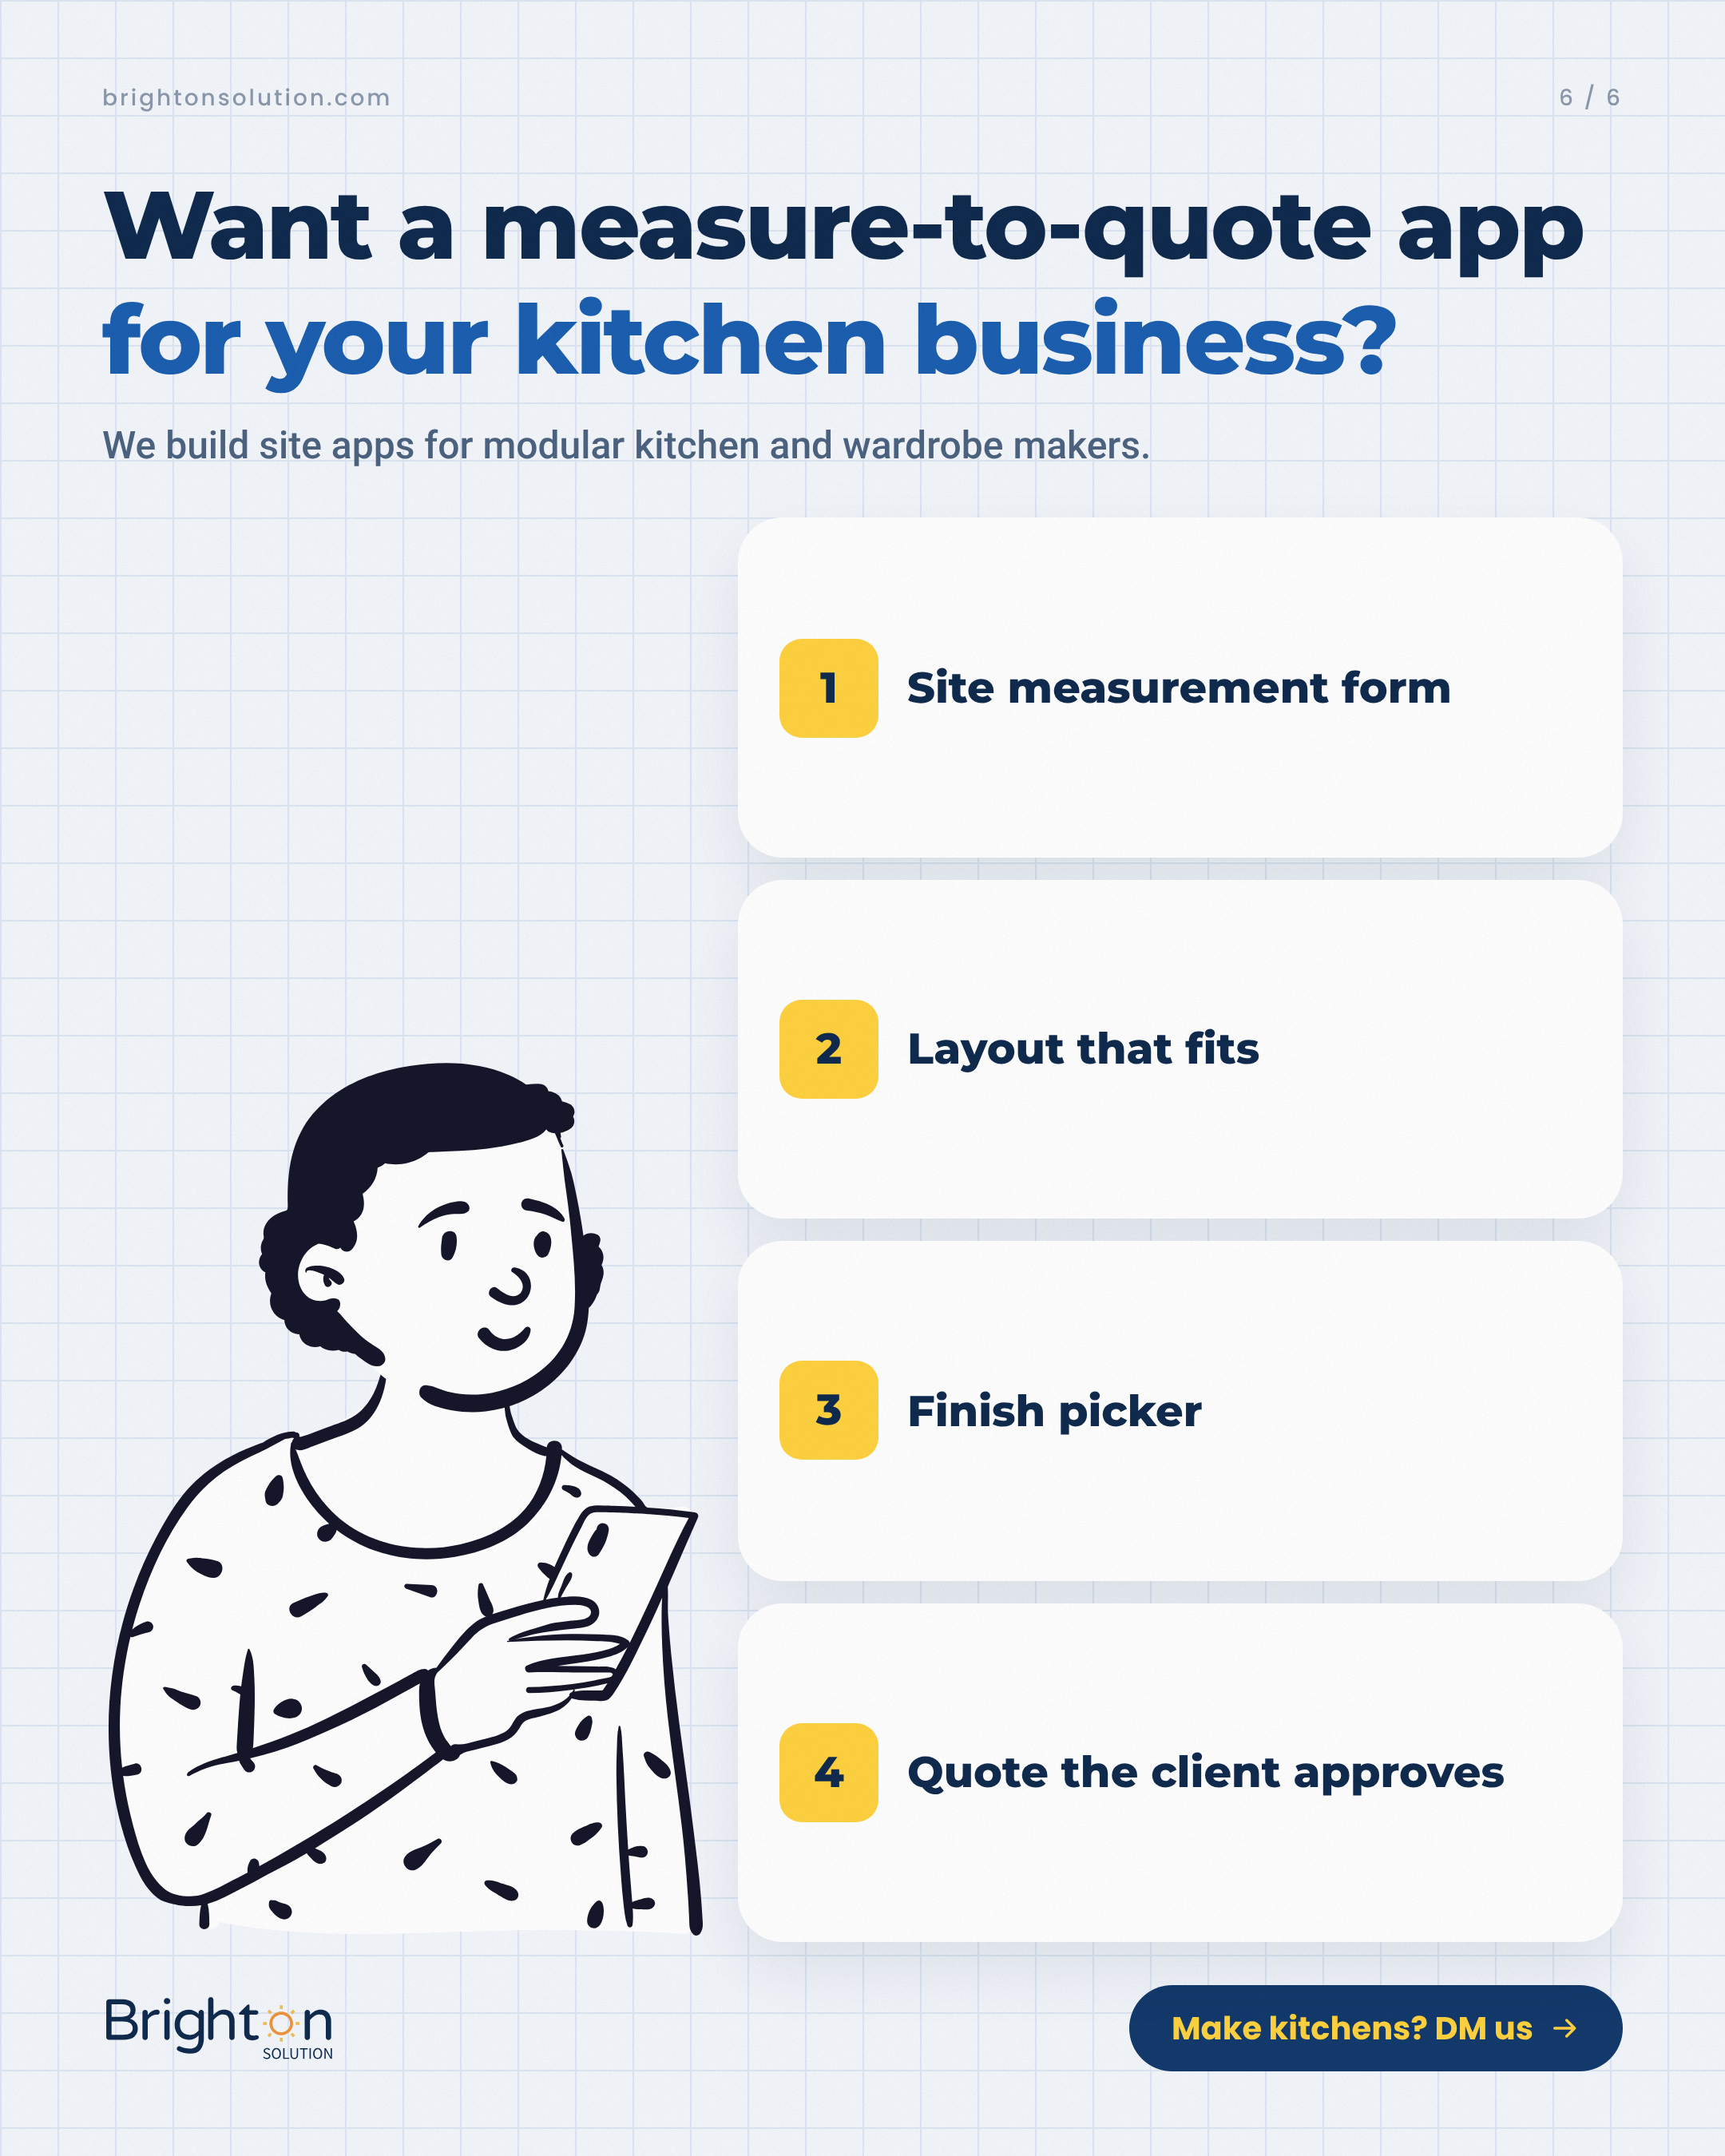 brightonsolution.com
6 / 6
Want a measure-to-quote app
for your kitchen business?
We build site apps for modular kitchen and wardrobe makers.
1 Site measurement form
2 Layout that fits
3 Finish picker
4 Quote the client approves
Brighton
SOLUTION
Make kitchens? DM us →